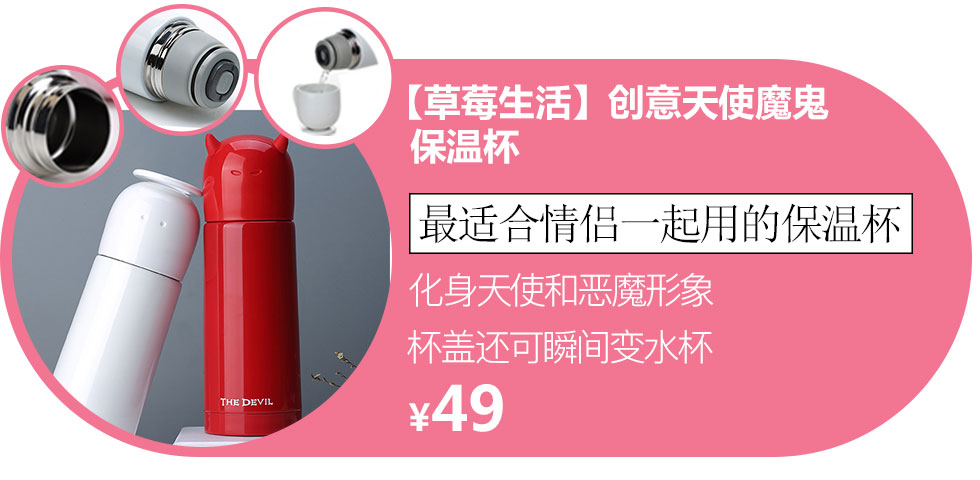 【草莓生活】创意天使魔鬼
保温杯
最适合情侣一起用的保温杯
化身天使和恶魔形象
杯盖还可瞬间变水杯
¥49
THE DEVIL